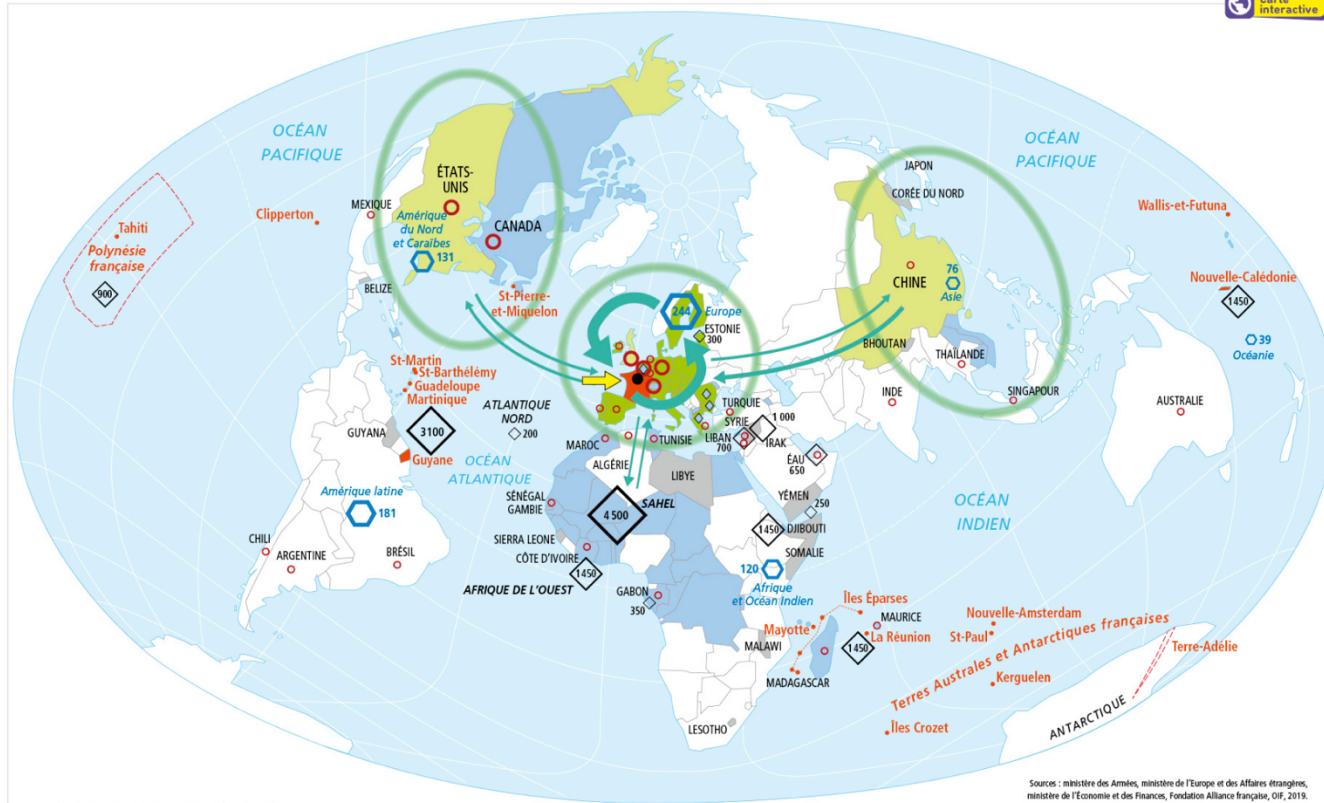 Carte
interactive
OCÉAN
PACIFIQUE
OCÉAN
PACIFIQUE
JAPON
CORÉE DU NORD
ÉTATS-
UNIS
MEXIQUE
Clipperton
Tahiti
Polynésie
française
900
Amérique
du Nord
et Caraïbes
131
CANADA
BELIZE
St-Pierre-
et-Miquelon
Wallis-et-Futuna
Nouvelle-Calédonie
1450
39
Océanie
CHINE
76
Asie
BHOUTAN
THAÏLANDE
INDE
SINGAPOUR
AUSTRALIE
244
Europe
ESTONIE
300
St-Martin
St-Barthélémy
Guadeloupe
Martinique
GUYANA
3100
Guyane
ATLANTIQUE
NORD
200
OCÉAN
ATLANTIQUE
TURQUIE
SYRIE
1 000
LIBAN
700
IRAK
MAROC
TUNISIE
ALGÉRIE
LIBYE
ÉAU
650
YÉMEN
250
OCÉAN
INDIEN
Amérique latine
181
SÉNÉGAL
GAMBIE
4 500
SAHEL
SIERRA LEONE
CÔTE D'IVOIRE
1450
AFRIQUE DE L'OUEST
1450
DJIBOUTI
SOMALIE
GABON
350
120
Afrique
et Océan Indien
CHILI
ARGENTINE
BRÉSIL
Îles Éparses
MAURICE
Mayotte
La Réunion
1450
MALAWI
MADAGASCAR
LESOTHO
Nouvelle-Amsterdam
St-Paul
Terres Australes et Antarctiques françaises
Terre-Adélie
Kerguelen
Îles Crozet
ANTARCTIQUE
Sources : ministère des Armées, ministère de l'Europe et des Affaires étrangères,
ministère de l'Économie et des Finances, Fondation Alliance française, OIF, 2019.